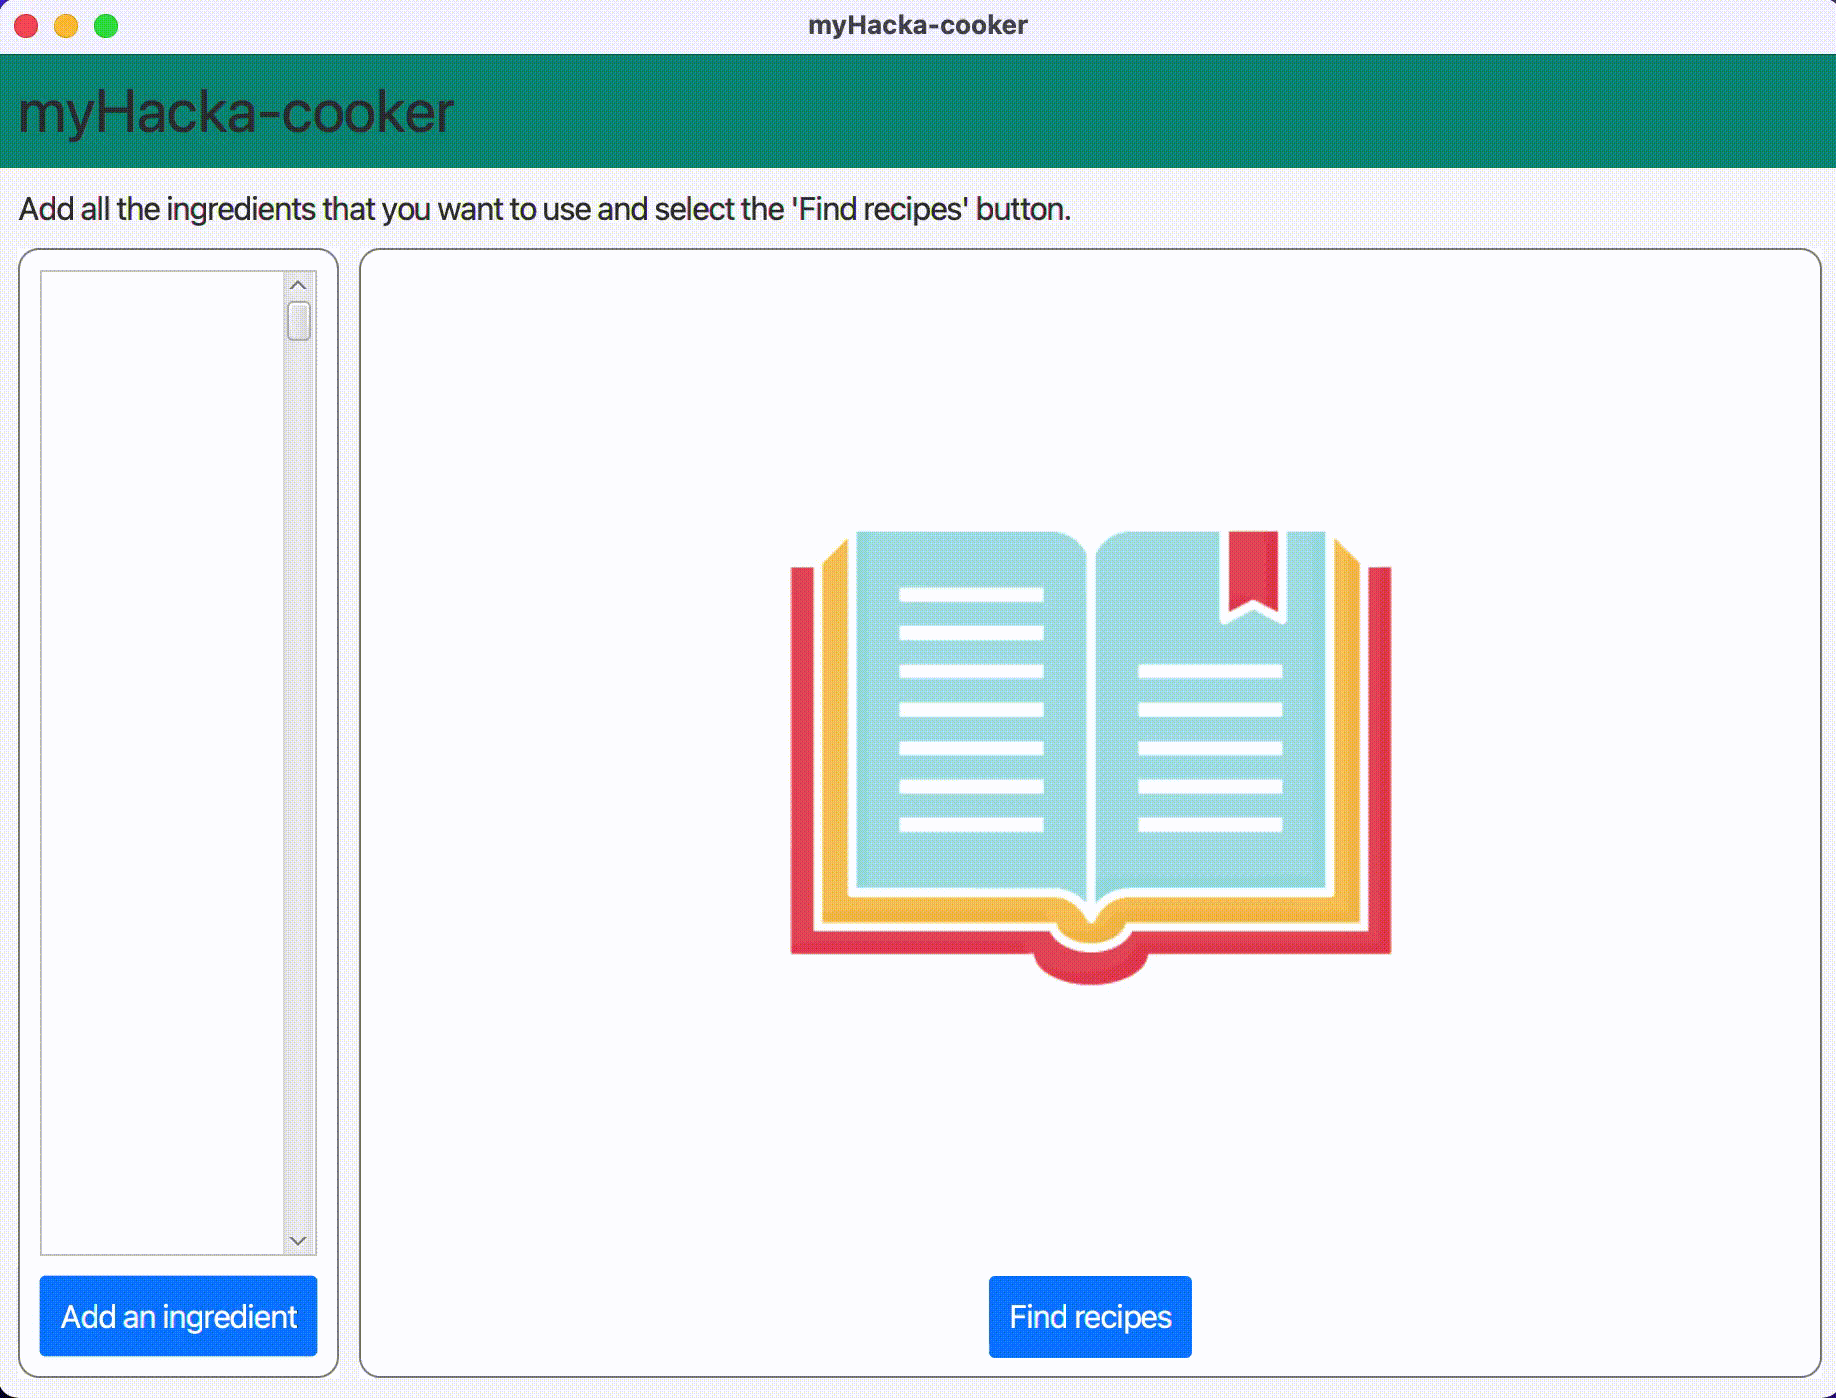 myHacka-cooker
myHacka-cooker
Add all the ingredients that you want to use and select the 'Find recipes' button.
Add an ingredient
Find recipes